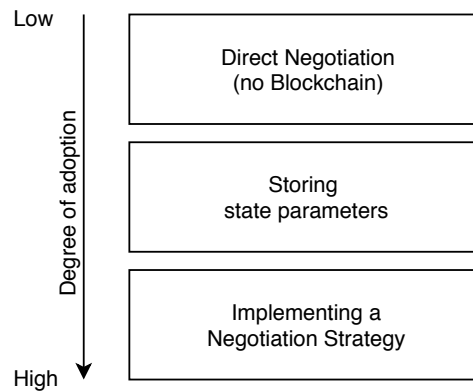 Low
Direct Negotiation
(no Blockchain)
Degree of adoption
Storing
state parameters
Implementing a
Negotiation Strategy
High